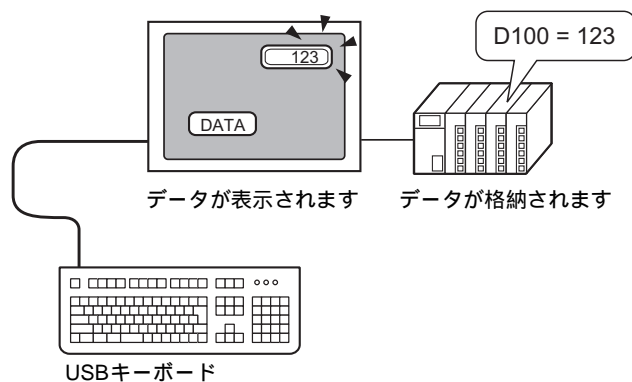 D100 = 123
123
DATA
データが表示されます
データが格納されます
USBキーボード